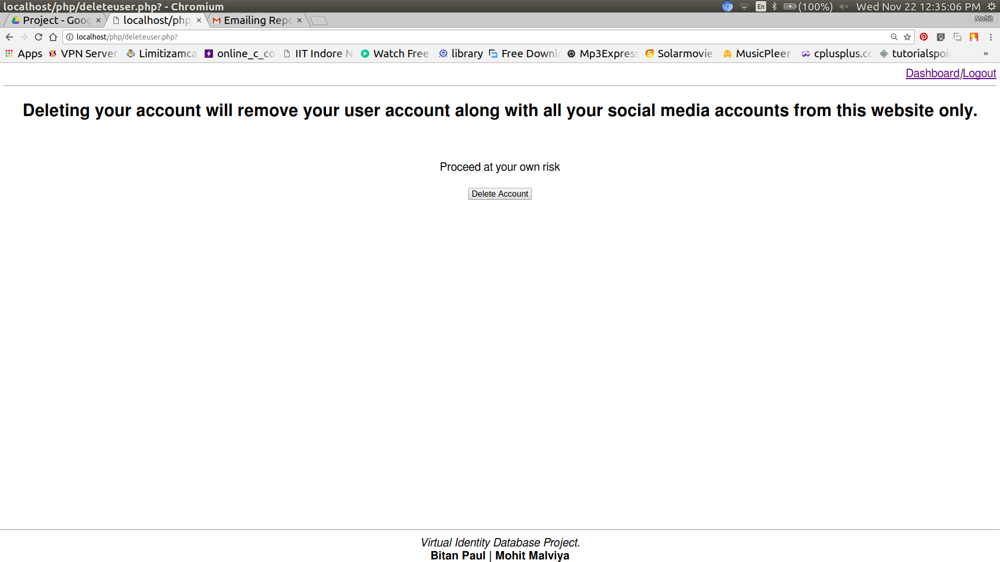 localhost/php/deleteuser.php? - Chromium
En (100%) Wed Nov 22 12:35:06 PM
Project - Goog localhost/php Emailing Repo Mohit
localhost/php/deleteuser.php?
Apps VPN Server Limitizamca online_c_co IIT Indore N Watch Free library Free Downl Mp3Express Solarmovie MusicPleer cplusplus.co tutorialspoin »
Dashboard/Logout
Deleting your account will remove your user account along with all your social media accounts from this website only.
Proceed at your own risk
Delete Account
Virtual Identity Database Project.
Bitan Paul | Mohit Malviya